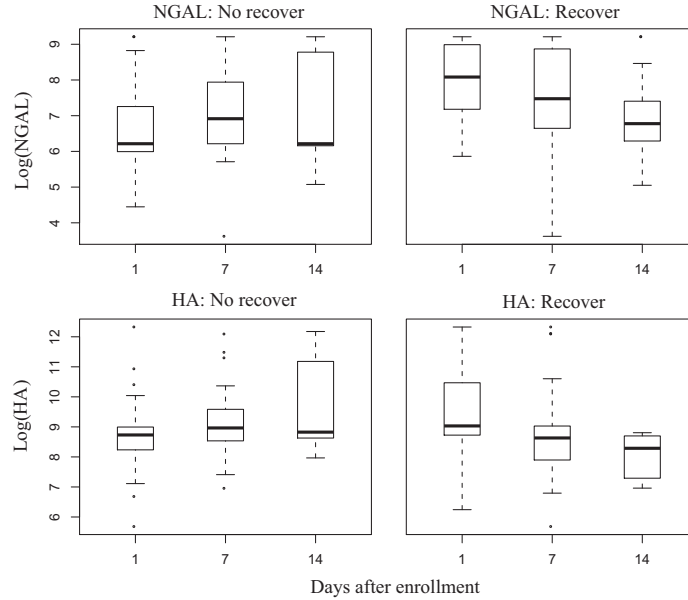 NGAL: No recover
NGAL: Recover
Log(NGAL)
9
8
7
6
5
4
1 7 14
1 7 14
HA: No recover
HA: Recover
Log(HA)
12
11
10
9
8
7
6
1 7 14
1 7 14
Days after enrollment